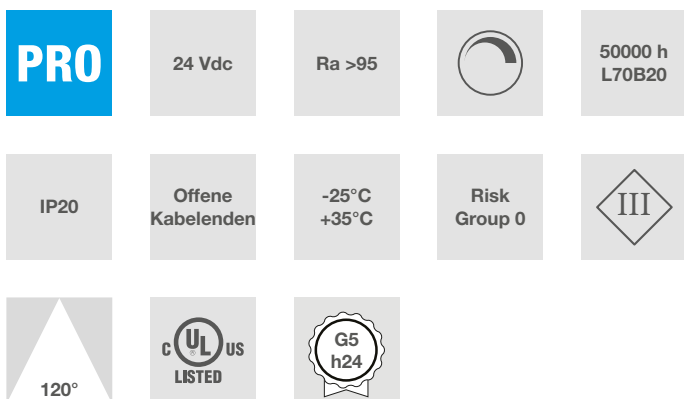 PRO
24 Vdc
Ra >95
50000 h
L70B20
IP20
Offene
Kabelenden
-25°C
+35°C
Risk
Group 0
III
120°
C UL ® US
LISTED
G5
h24